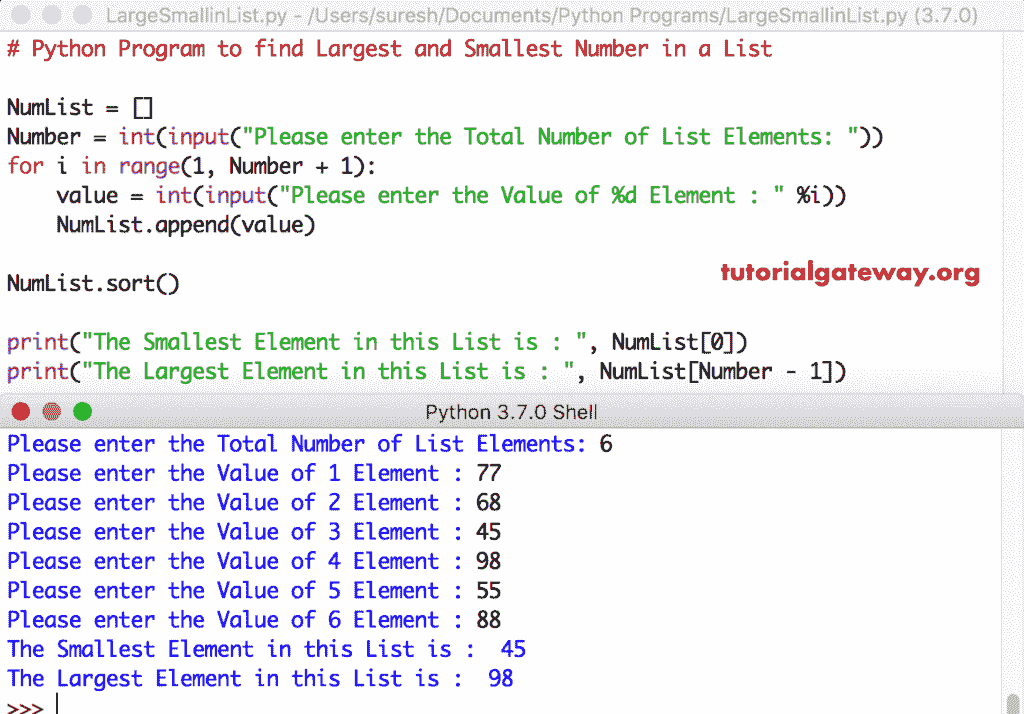 LargeSmallinList.py - /Users/suresh/Documents/Python Programs/LargeSmallinList.py (3.7.0)
# Python Program to find Largest and Smallest Number in a List
NumList = []
Number = int(input("Please enter the Total Number of List Elements: "))
for i in range(1, Number + 1):
    value = int(input("Please enter the Value of %d Element : " %i))
    NumList.append(value)
NumList.sort()
tutorialgateway.org
print("The Smallest Element in this List is : ", NumList[0])
print("The Largest Element in this List is : ", NumList[Number - 1])
Python 3.7.0 Shell
Please enter the Total Number of List Elements: 6
Please enter the Value of 1 Element : 77
Please enter the Value of 2 Element : 68
Please enter the Value of 3 Element : 45
Please enter the Value of 4 Element : 98
Please enter the Value of 5 Element : 55
Please enter the Value of 6 Element : 88
The Smallest Element in this List is :  45
The Largest Element in this List is :  98
>>>